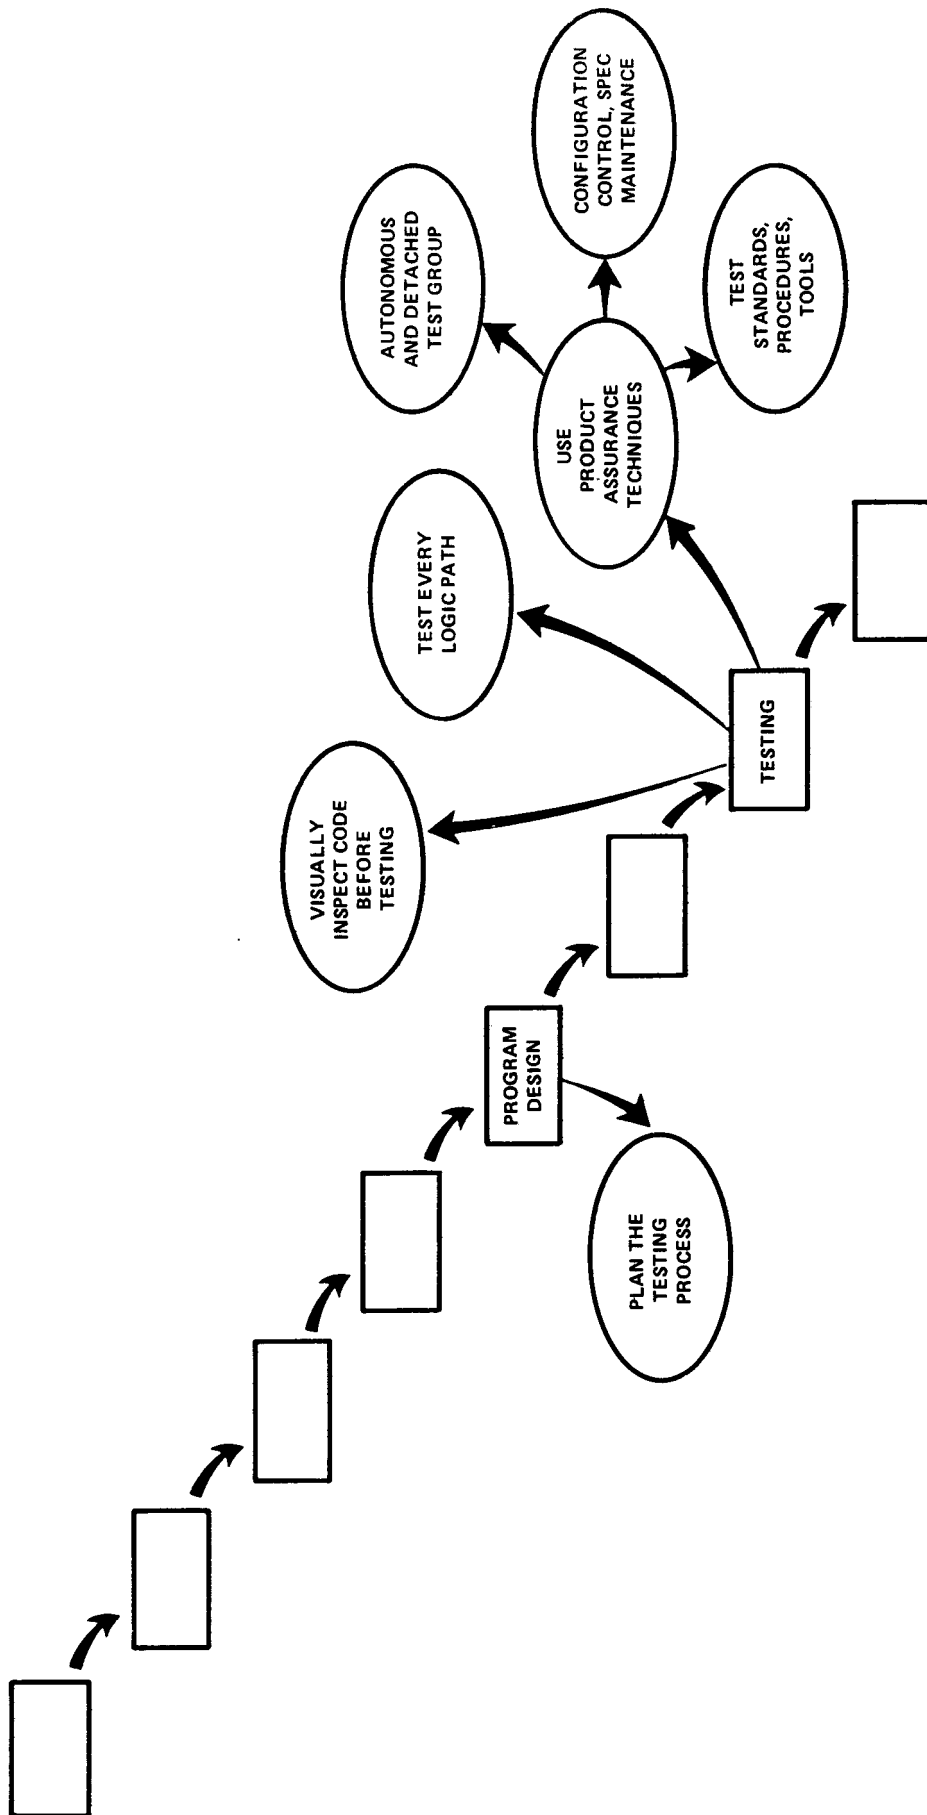 AUTONOMOUS
AND DETACHED
TEST GROUP
CONFIGURATION
CONTROL, SPEC
MAINTENANCE
TEST
STANDARDS,
PROCEDURES,
TOOLS
USE
PRODUCT
ASSURANCE
TECHNIQUES
TEST EVERY
LOGIC PATH
VISUALLY
INSPECT CODE
BEFORE
TESTING
TESTING
PROGRAM
DESIGN
PLAN THE
TESTING
PROCESS